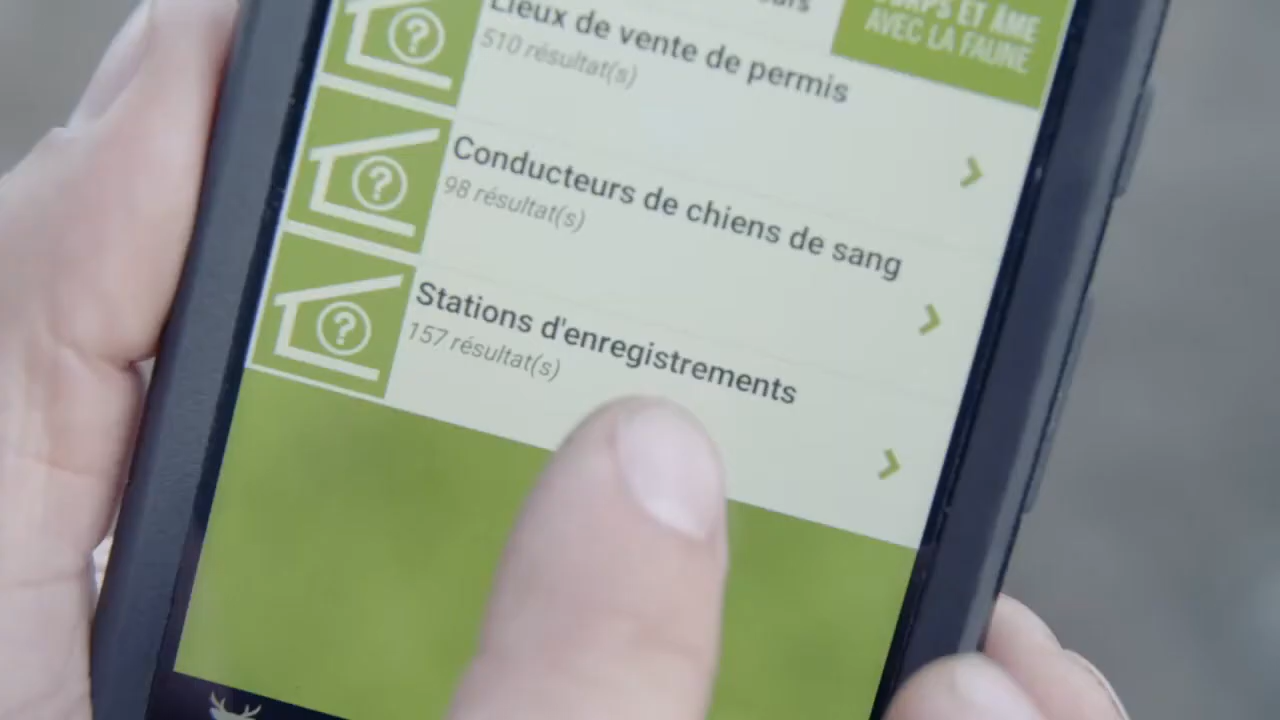 ET ÂME
AVEC LA FAUNE
Lieux de vente de permis
510 résultat(s)
Conducteurs de chiens de sang
98 résultat(s)
Stations d'enregistrements
157 résultat(s)